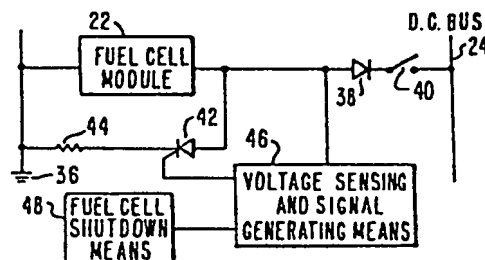 22
FUEL CELL
MODULE
D.C. BUS
24
38
40
44
42
36
46
VOLTAGE SENSING
AND SIGNAL
GENERATING MEANS
48
FUEL CELL
SHUTDOWN
MEANS